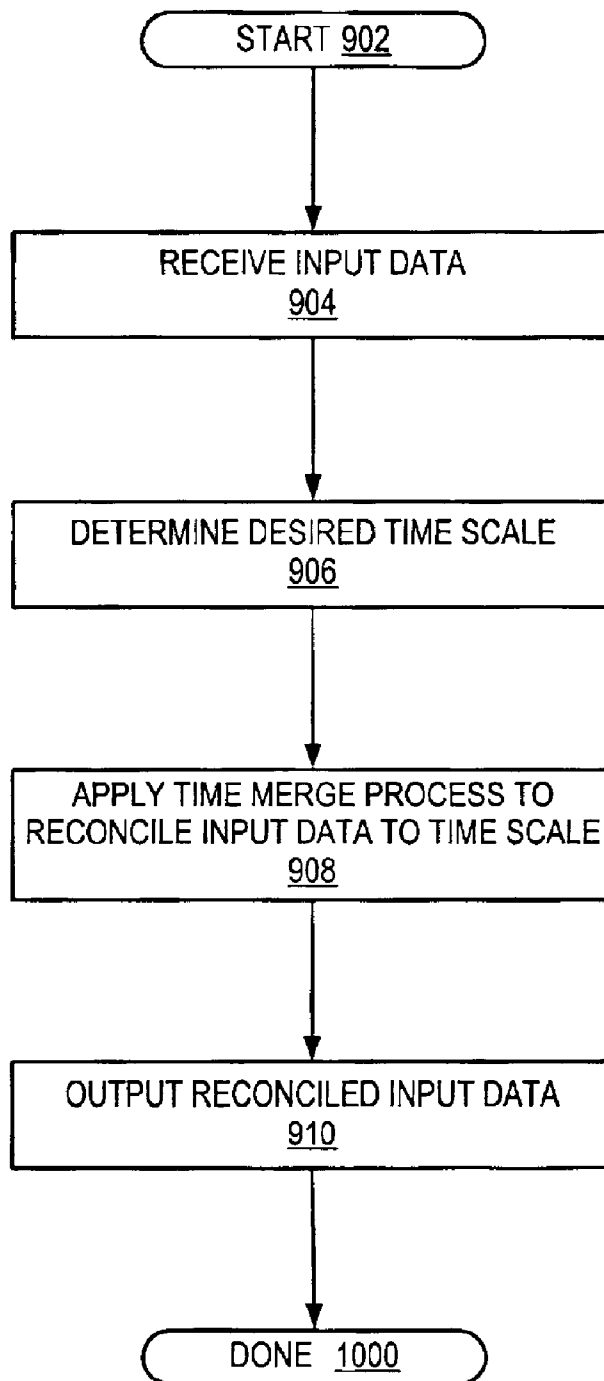 START 902
RECEIVE INPUT DATA
904
DETERMINE DESIRED TIME SCALE
906
APPLY TIME MERGE PROCESS TO
RECONCILE INPUT DATA TO TIME SCALE
908
OUTPUT RECONCILED INPUT DATA
910
DONE 1000